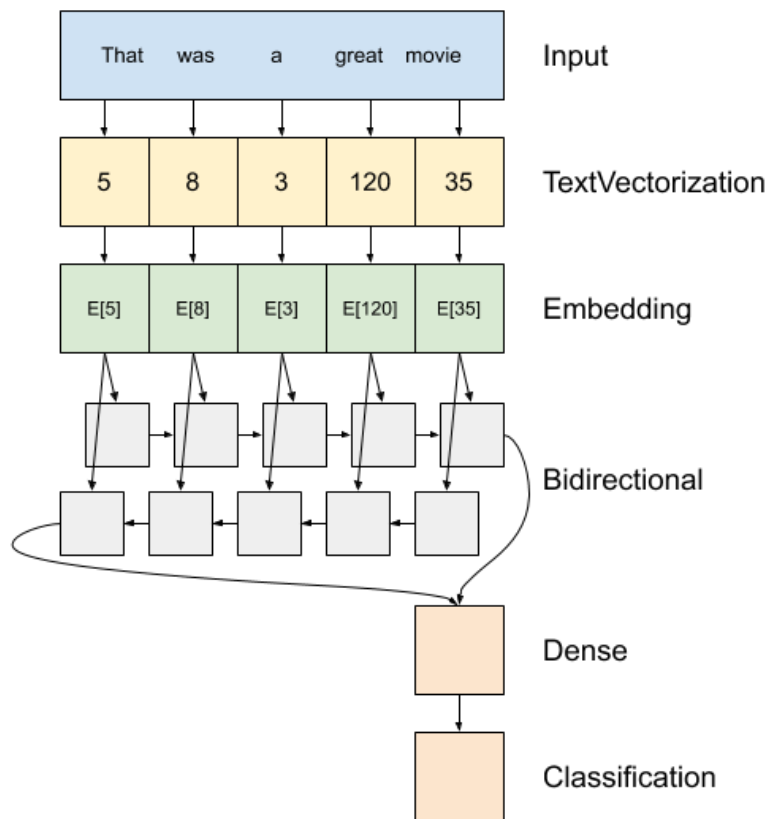 That was a great movie Input
5 8 3 120 35 TextVectorization
E[5] E[8] E[3] E[120] E[35] Embedding
Bidirectional
Dense
Classification